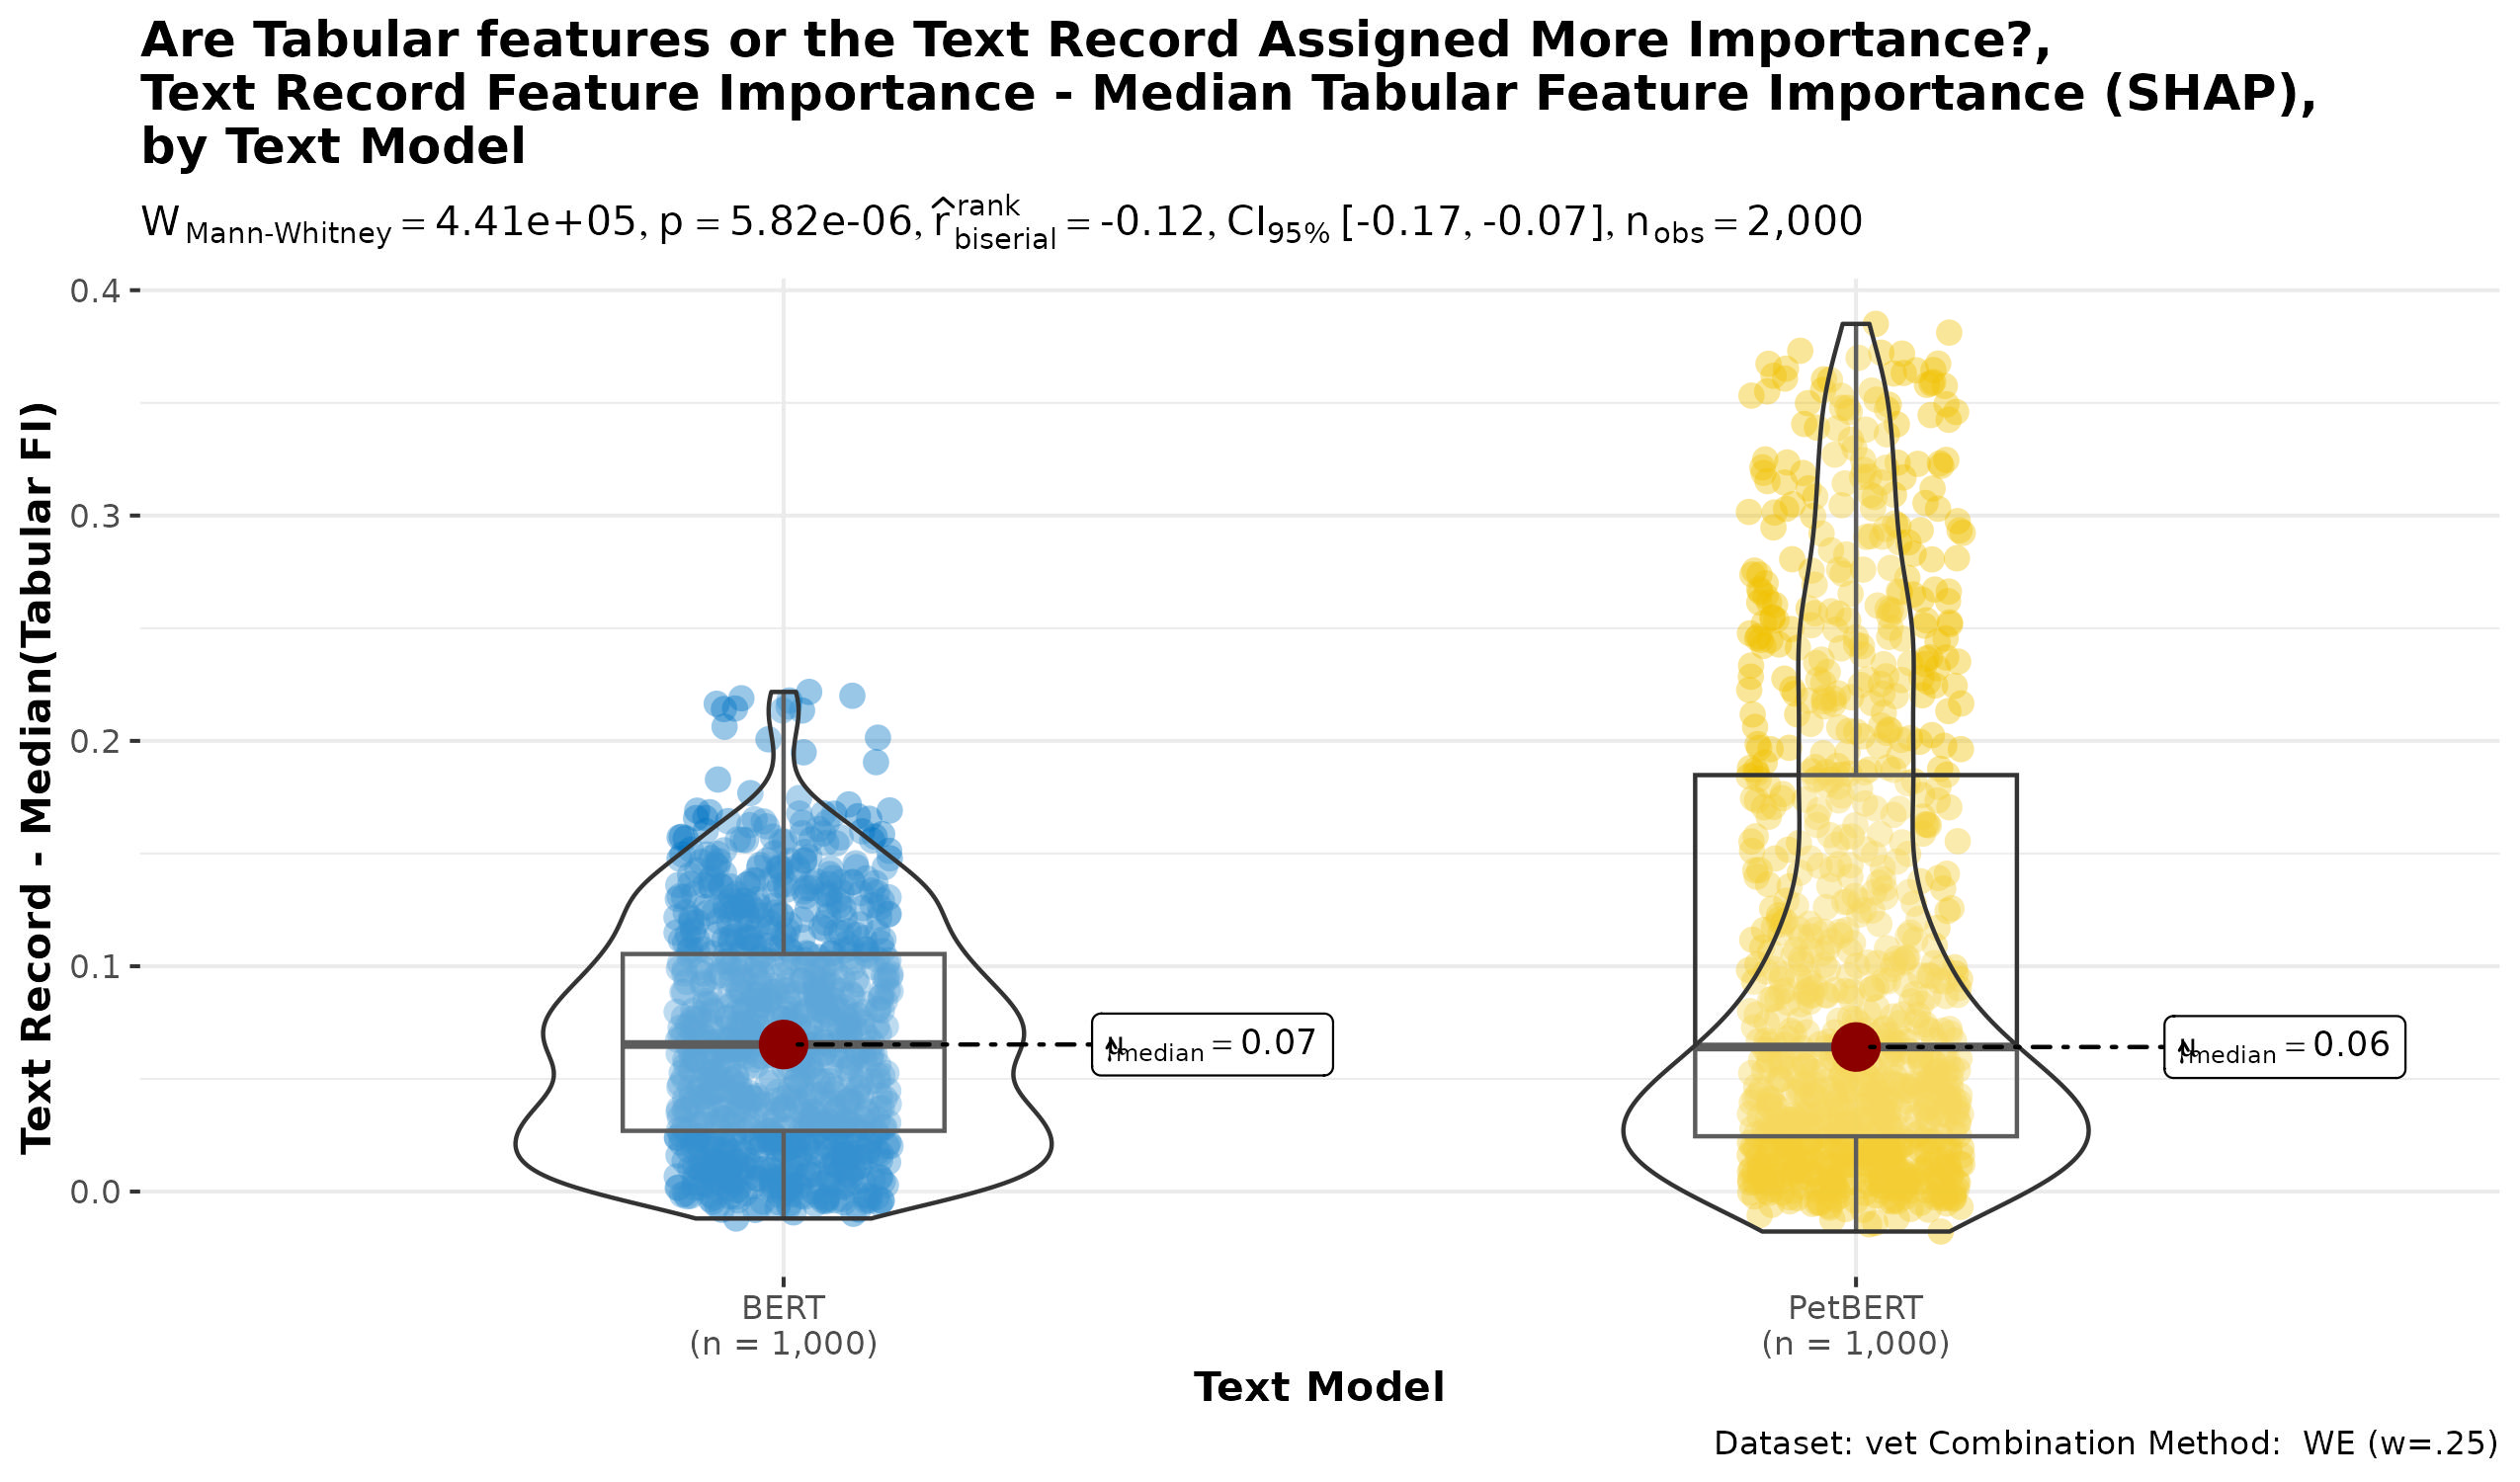 Are Tabular features or the Text Record Assigned More Importance?,
Text Record Feature Importance - Median Tabular Feature Importance (SHAP),
by Text Model
W Mann-Whitney = 4.41e+05, p = 5.82e-06, r̂ rank biserial = -0.12, CI 95% [-0.17, -0.07], n obs = 2,000
Text Record - Median(Tabular FI)
0.4
0.3
0.2
0.1
0.0
μ̂ median = 0.07
μ̂ median = 0.06
BERT
(n = 1,000)
PetBERT
(n = 1,000)
Text Model
Dataset: vet Combination Method:  WE (w=.25)